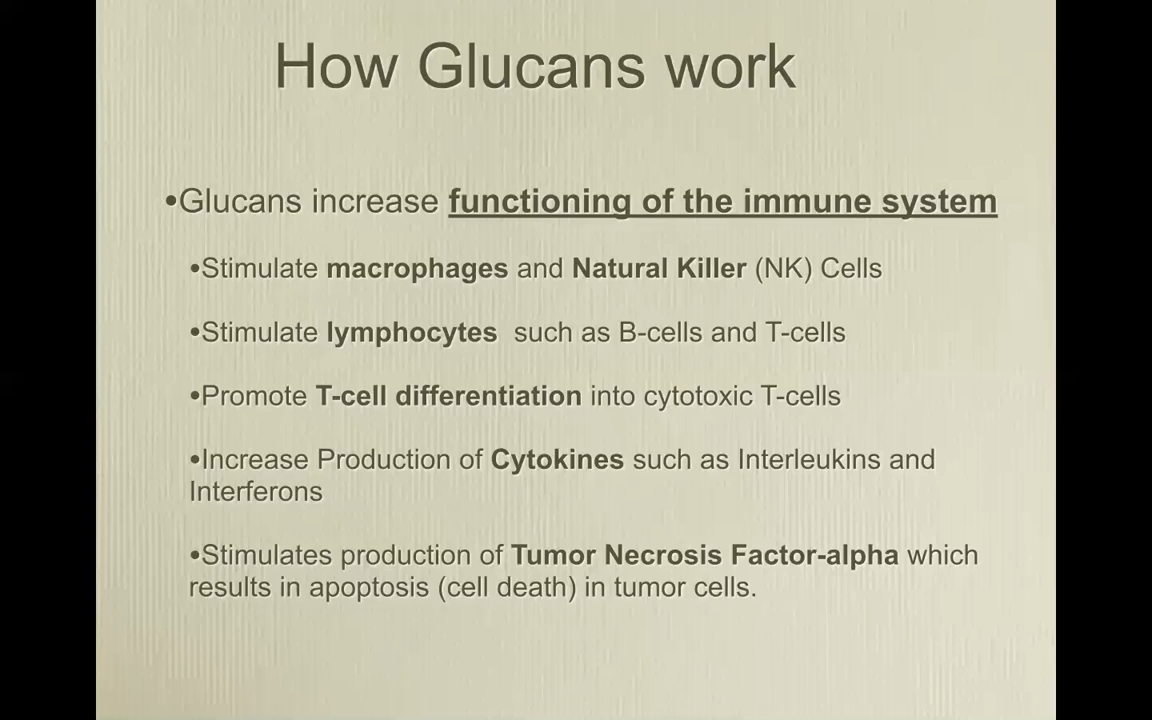 How Glucans work
•Glucans increase functioning of the immune system
•Stimulate macrophages and Natural Killer (NK) Cells
•Stimulate lymphocytes  such as B-cells and T-cells
•Promote T-cell differentiation into cytotoxic T-cells
•Increase Production of Cytokines such as Interleukins and
Interferons
•Stimulates production of Tumor Necrosis Factor-alpha which
results in apoptosis (cell death) in tumor cells.